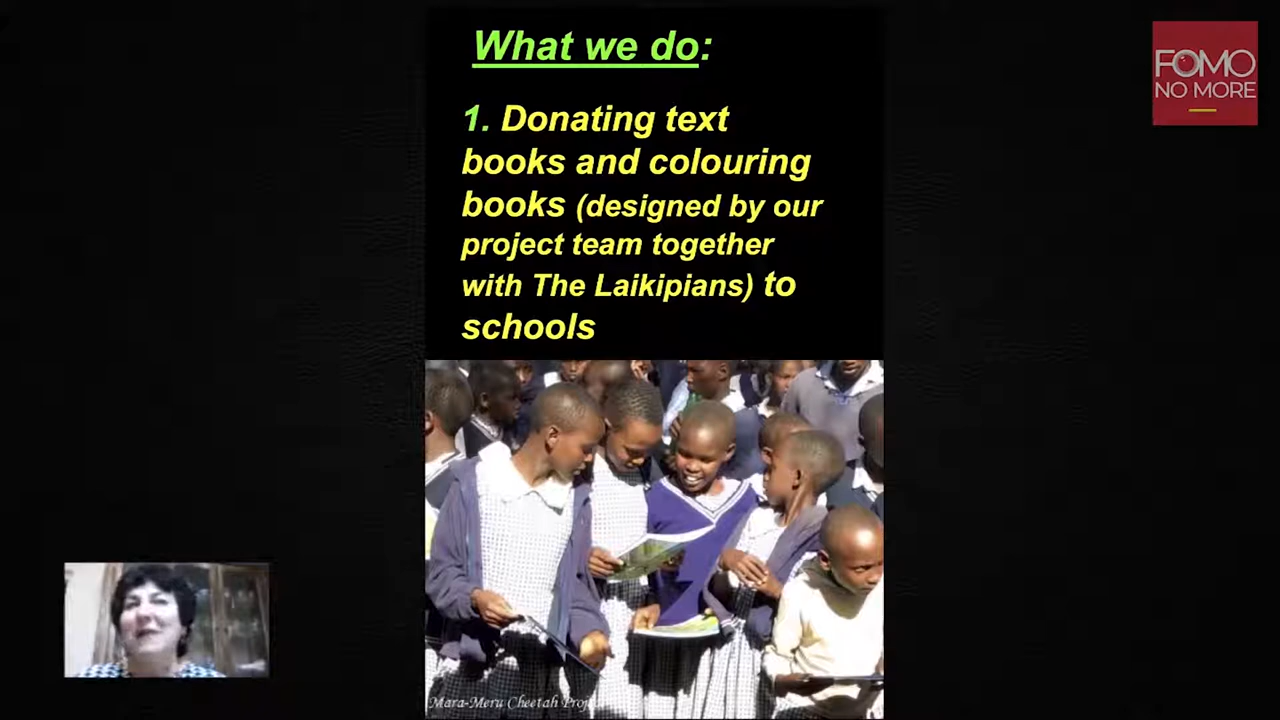 What we do:
1. Donating text
books and colouring
books (designed by our
project team together
with The Laikipians) to
schools
FOMO
NO MORE
Mara-Meru Cheetah